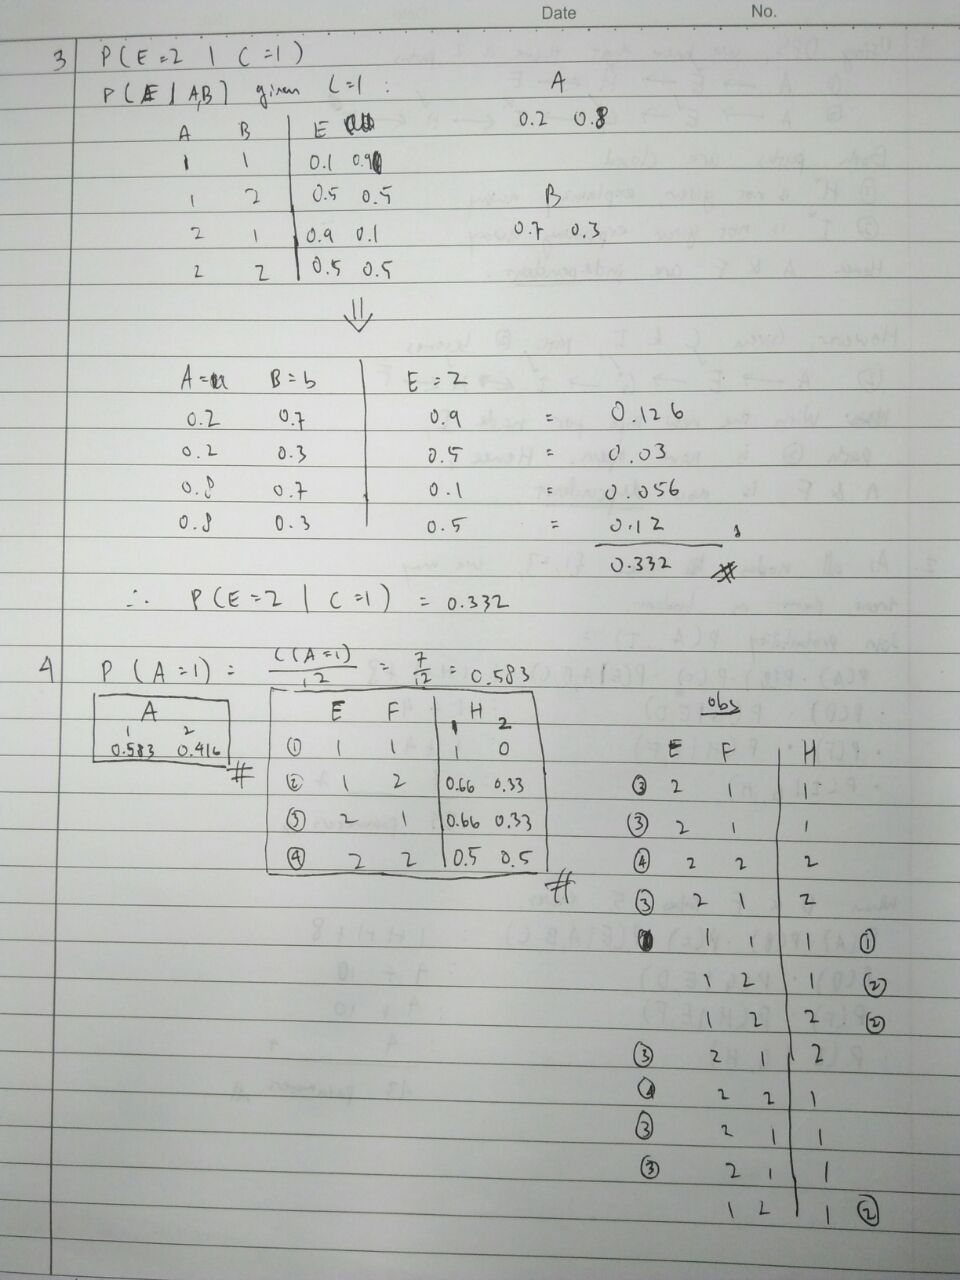 Date No.
3 P(E=2 | C=1)
P(E | A,B) given C=1 : A
A B E 0.2 0.8
1 1 0.1 0.9
1 2 0.5 0.5 B
2 1 0.9 0.1 0.7 0.3
2 2 0.5 0.5
⇓
A=a B=b E=2
0.2 0.7 0.9 = 0.126
0.2 0.3 0.5 = 0.03
0.8 0.7 0.1 = 0.056
0.8 0.3 0.5 = 0.12
0.332 #
∴ P(E=2 | C=1) = 0.332
4 P(A=1) = C(A=1)/12 = 7/12 = 0.583
A
1 2
0.583 0.416 #
E F H
1 2
① 1 1 1 0
② 1 2 0.66 0.33
③ 2 1 0.66 0.33
④ 2 2 0.5 0.5 #
obs
E F H
③ 2 1 1
③ 2 1 1
④ 2 2 2
③ 2 1 2
1 1 1 ①
1 2 1 ②
1 2 2 ②
③ 2 1 2
④ 2 2 1
③ 2 1 1
③ 2 1 1
1 2 1 ②